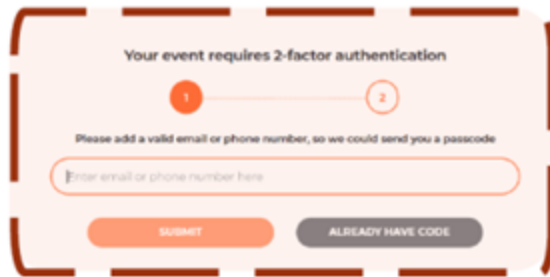 Your event requires 2-factor authentication
1 2
Please add a valid email or phone number, so we could send you a passcode
Enter email or phone number here
SUBMIT ALREADY HAVE CODE